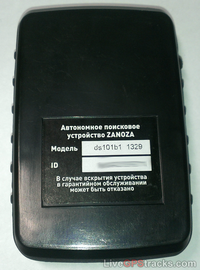 Автономное поисковое
устройство ZANOZA
Модель ds101b1 1329
ID
В случае вскрытия устройства
в гарантийном обслуживании
может быть отказано
LiveGPStracks.com